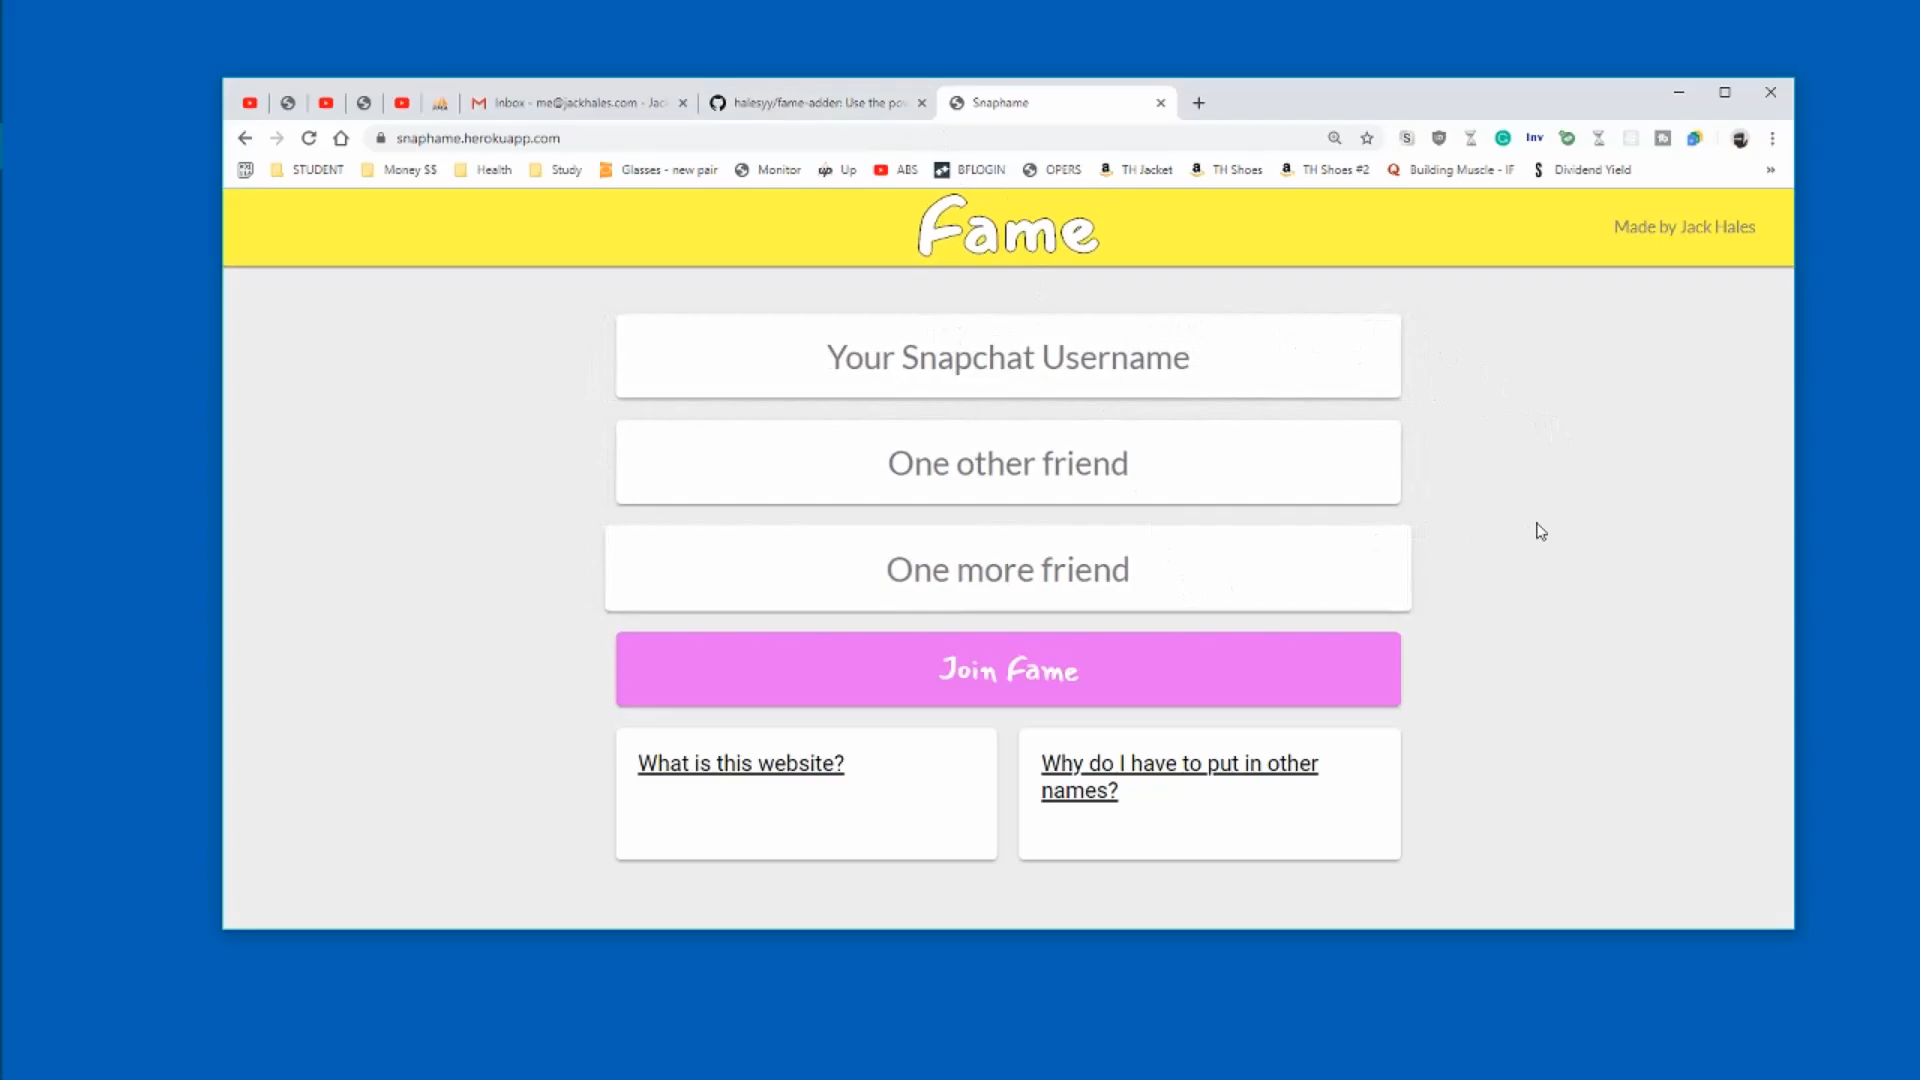 Inbox - me@jackhales.com - Jac
halesyy/fame-adder: Use the po
Snaphame
snaphame.herokuapp.com
Inv
STUDENT
Money $$
Health
Study
Glasses - new pair
Monitor
up Up
ABS
BFLOGIN
OPERS
TH Jacket
TH Shoes
TH Shoes #2
Building Muscle - IF
Dividend Yield
Fame
Made by Jack Hales
Your Snapchat Username
One other friend
One more friend
Join Fame
What is this website?
Why do I have to put in other
names?